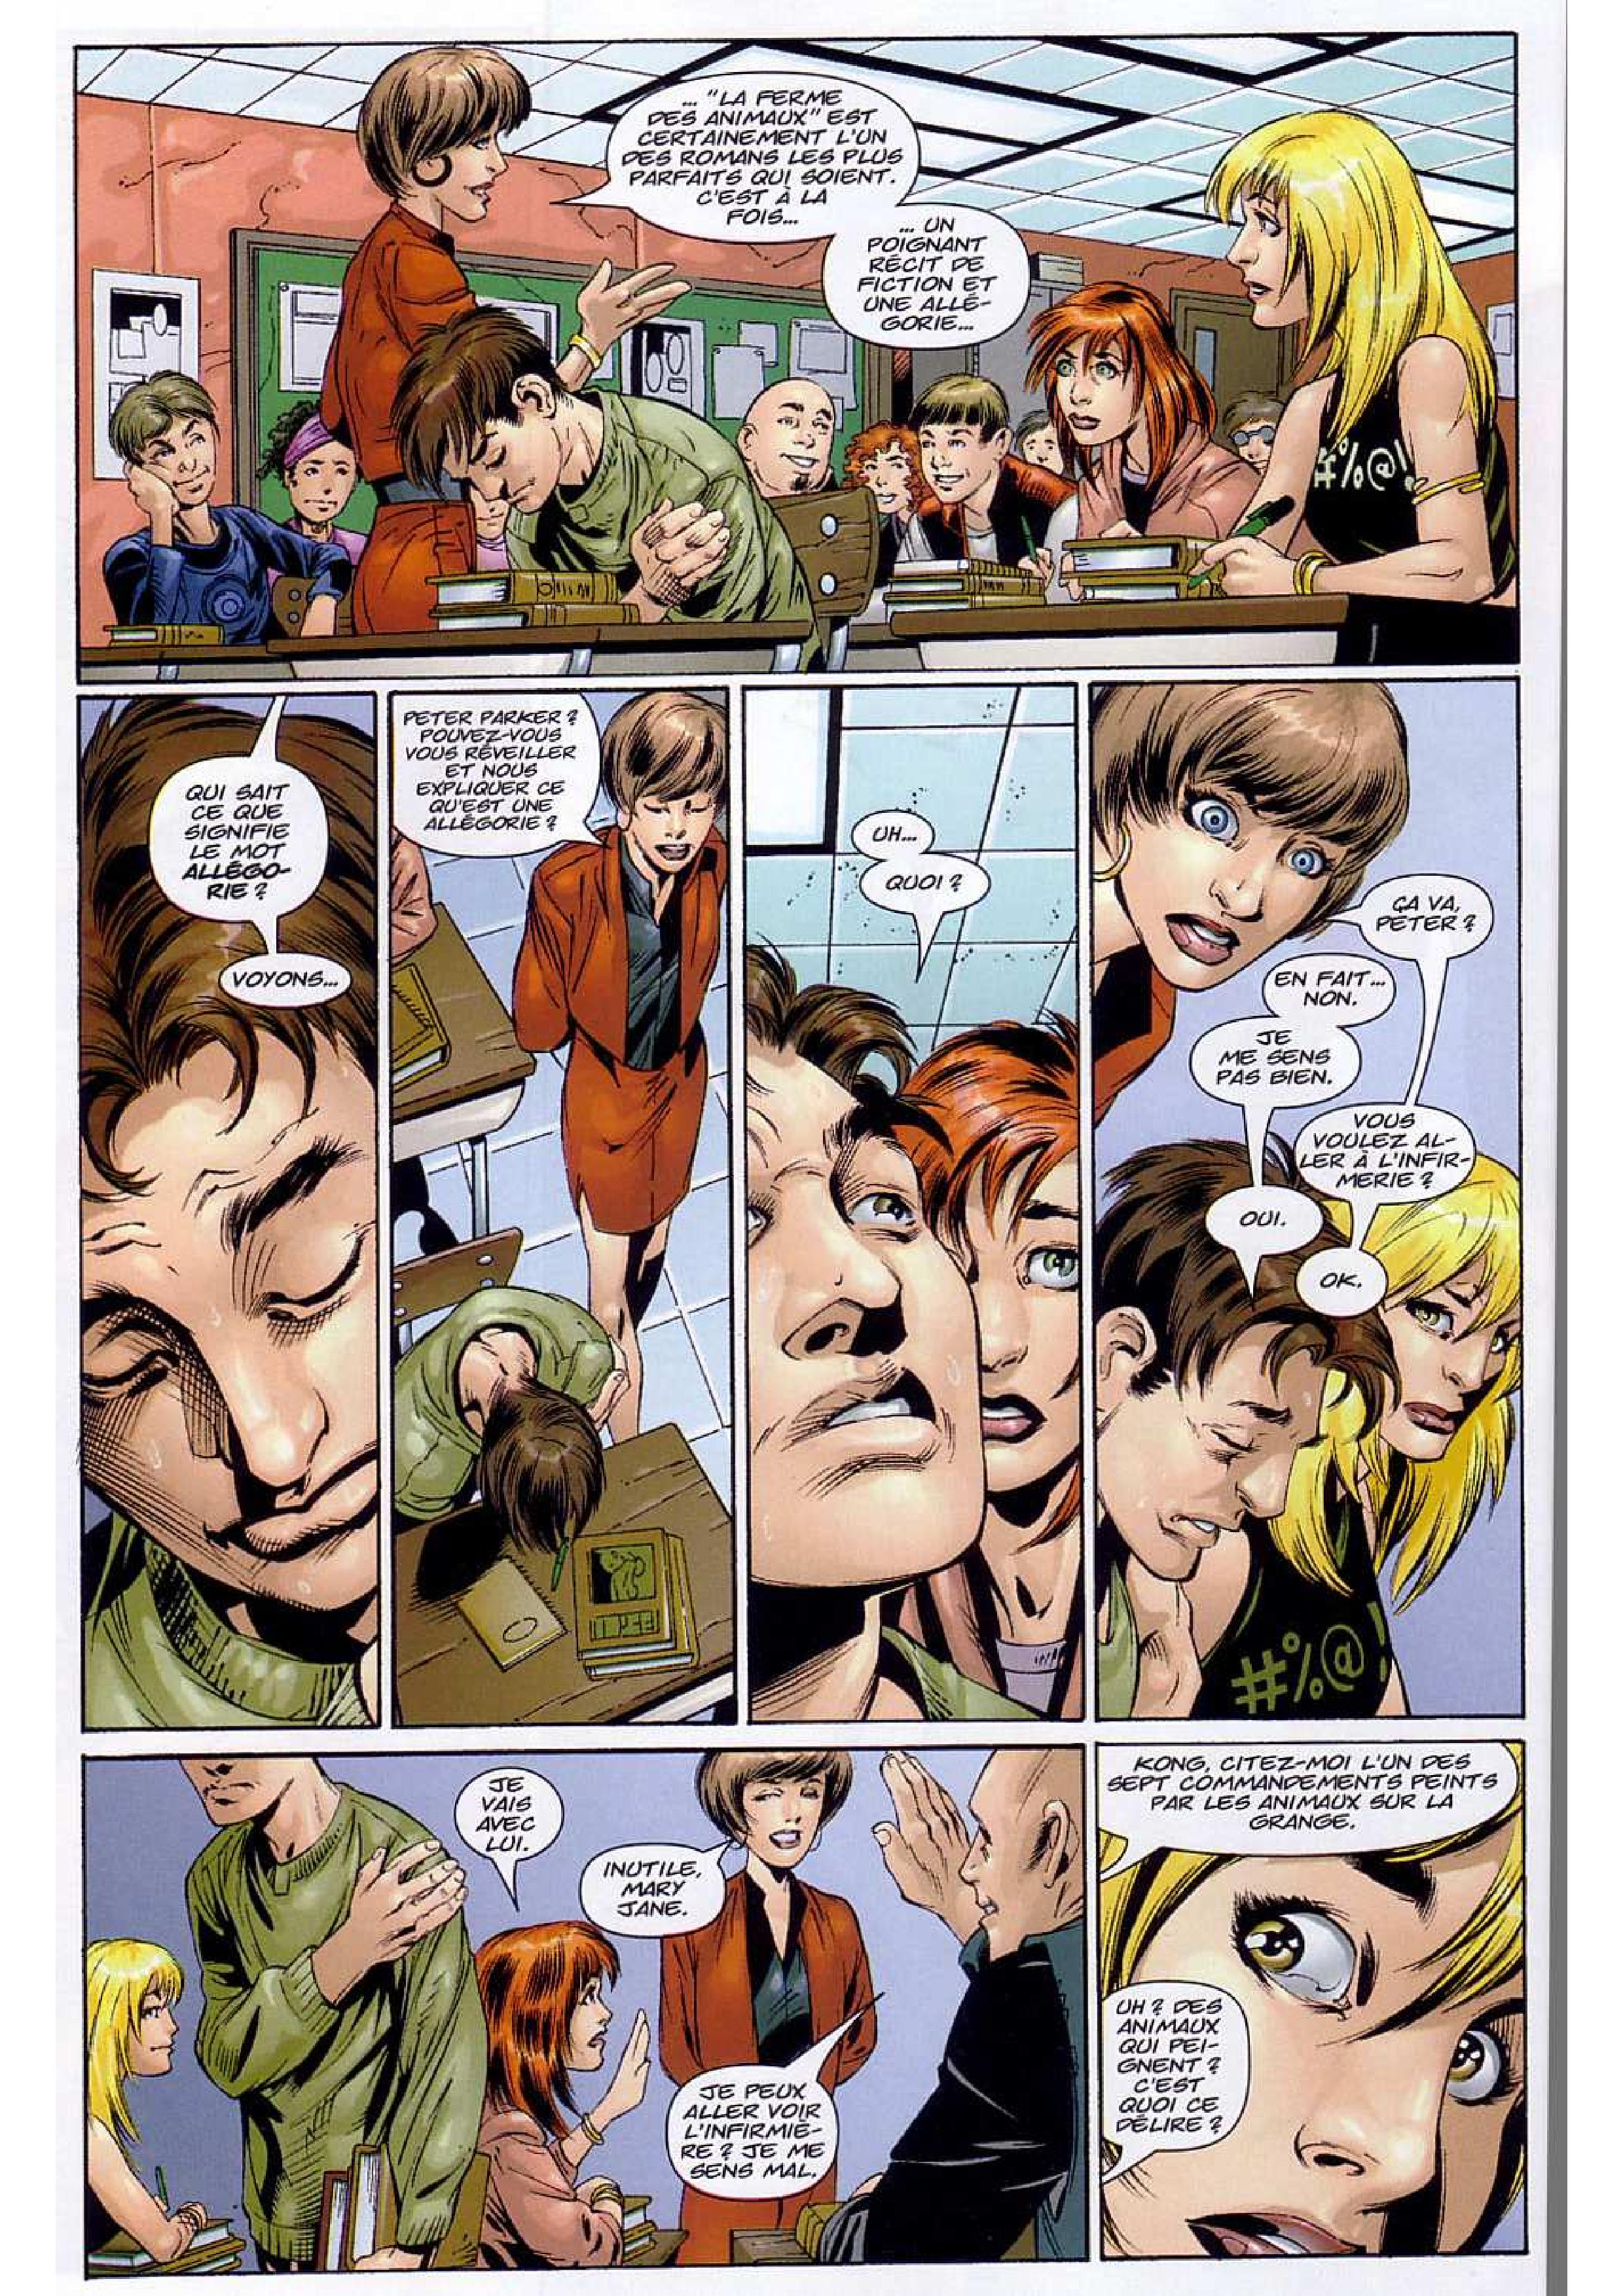 ... "LA FERME
DES ANIMAUX" EST
CERTAINEMENT L'UN
DES ROMANS LES PLUS
PARFAITS QUI SOIENT.
C'EST À LA
FOIS...
... UN
POIGNANT
RÉCIT DE
FICTION ET
UNE ALLÉ-
GORIE...
#%@!
QUI SAIT
CE QUE
SIGNIFIE
LE MOT
ALLÉGO-
RIE ?
VOYONS...
PETER PARKER ?
POUVEZ-VOUS
VOUS RÉVEILLER
ET NOUS
EXPLIQUER CE
QU'EST UNE
ALLÉGORIE ?
UH...
QUOI ?
ÇA VA,
PETER ?
EN FAIT...
NON.
JE
ME SENS
PAS BIEN.
VOUS
VOULEZ AL-
LER À L'INFIR-
MERIE ?
OUI.
OK.
#%@!
JE
VAIS
AVEC
LUI.
INUTILE,
MARY
JANE.
JE PEUX
ALLER VOIR
L'INFIRMIÈ-
RE ? JE ME
SENS MAL.
KONG, CITEZ-MOI L'UN DES
SEPT COMMANDEMENTS PEINTS
PAR LES ANIMAUX SUR LA
GRANGE.
UH ? DES
ANIMAUX
QUI PEI-
GNENT ?
C'EST
QUOI CE
DÉLIRE ?